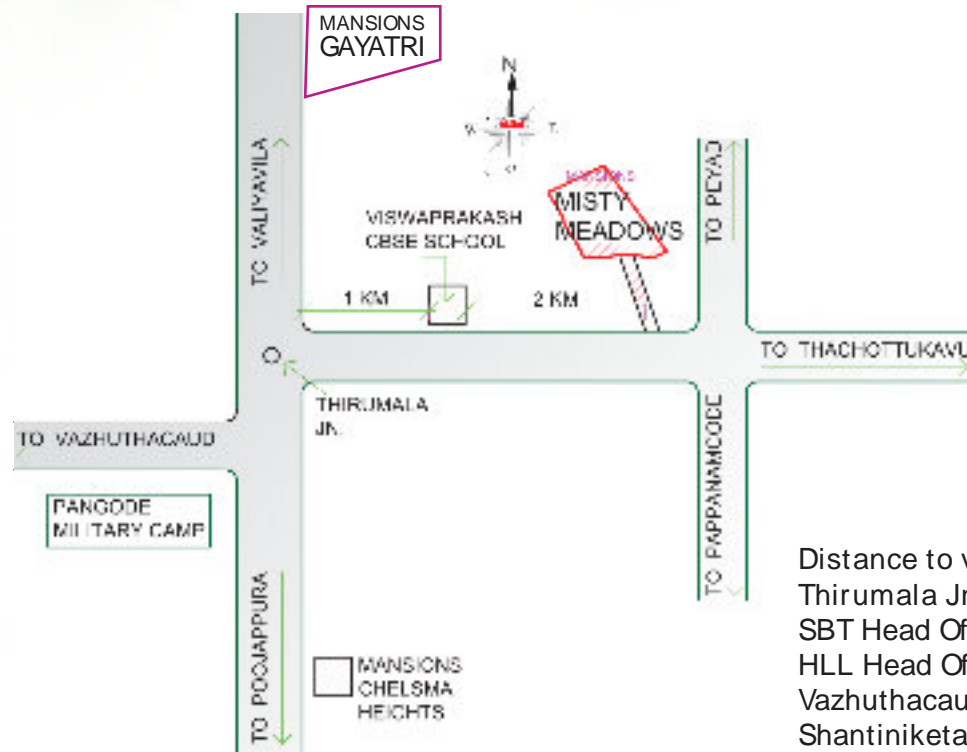 MANSIONS
GAYATRI
N
TO VALIYAVILA
VISWAPRAKASH
CBSE SCHOOL
MANSIONS
MISTY
MEADOWS
TO PEYAD
1 KM
2 KM
TO THACHOTTUKAVU
THIRUMALA
JN.
TO VAZHUTHACAUD
PANGODE
MILITARY CAMP
TO PAPPANAMCODE
TO POOJAPPURA
MANSIONS
CHELSMA
HEIGHTS
Distance to v
Thirumala Jn
SBT Head Of
HLL Head Of
Vazhuthacau
Shantiniketa